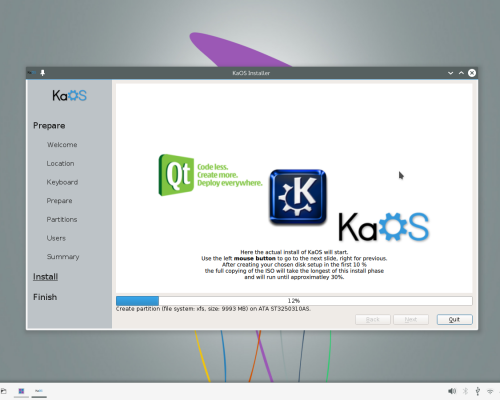 KaOS Installer
KaOS
Prepare
Welcome
Location
Keyboard
Prepare
Partitions
Users
Summary
Install
Finish
Qt
Code less.
Create more.
Deploy everywhere.
K
KaOS
Here the actual install of KaOS will start.
Use the left mouse button to go to the next slide, right for previous.
After creating your chosen disk setup in the first 10 %
the full copying of the ISO will take the longest of this install phase
and will run until approximatley 30%.
12%
Create partition (file system: xfs, size: 9993 MB) on ATA ST3250310AS.
Back
Next
Quit